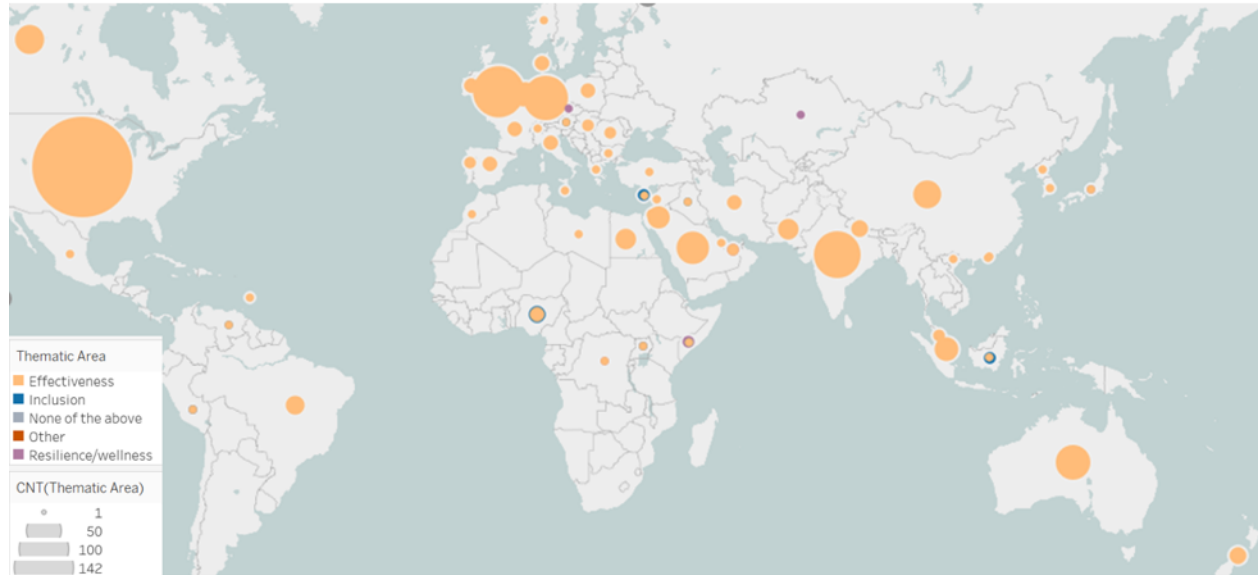 Thematic Area
Effectiveness
Inclusion
None of the above
Other
Resilience/wellness
CNT(Thematic Area)
1
50
100
142